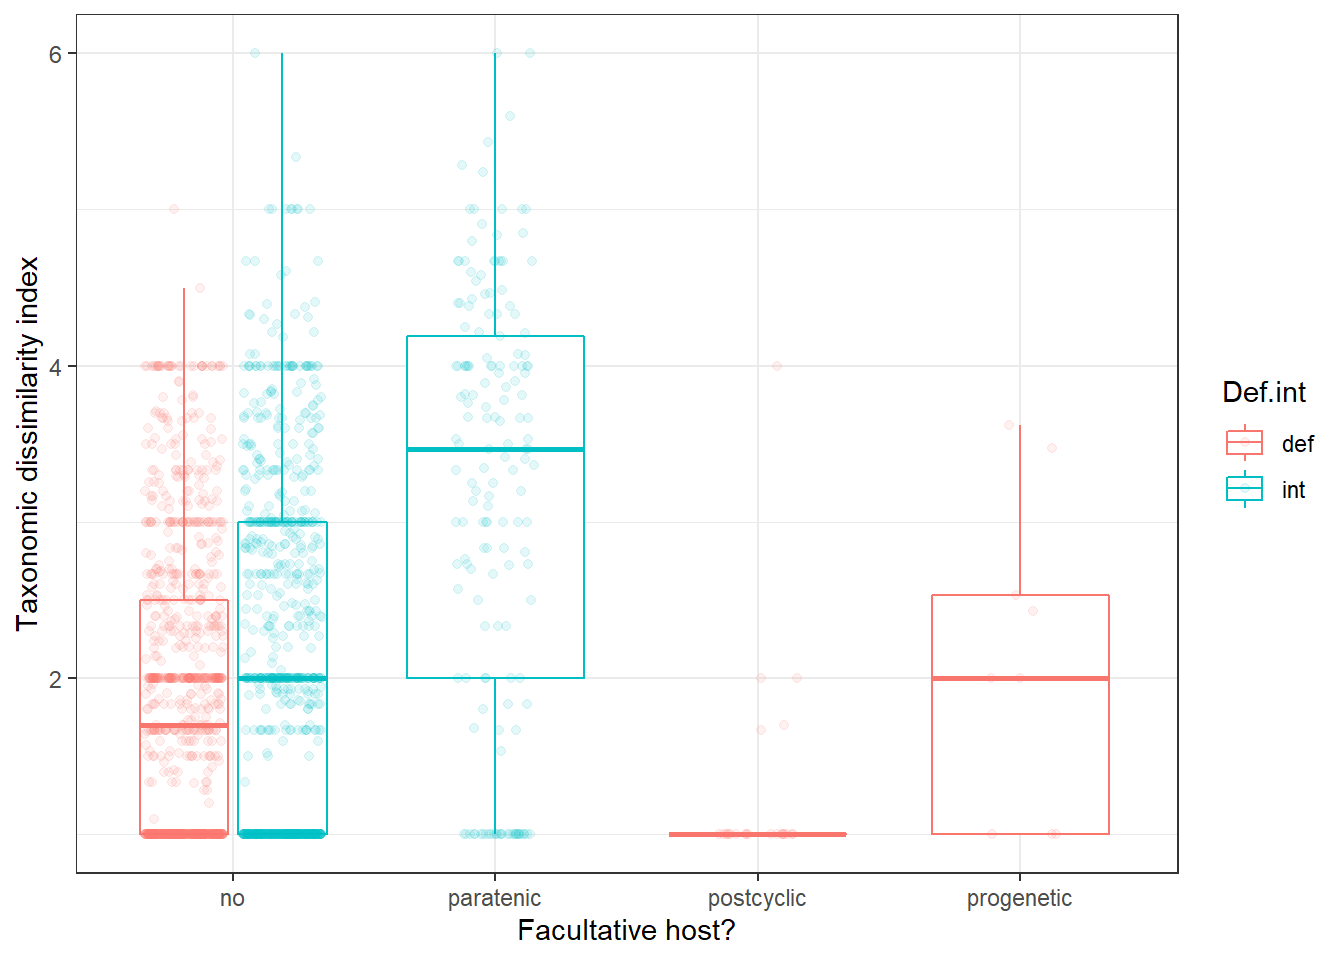 Taxonomic dissimilarity index
6
4
2
no paratenic postcyclic progenetic
Facultative host?
Def.int
def
int